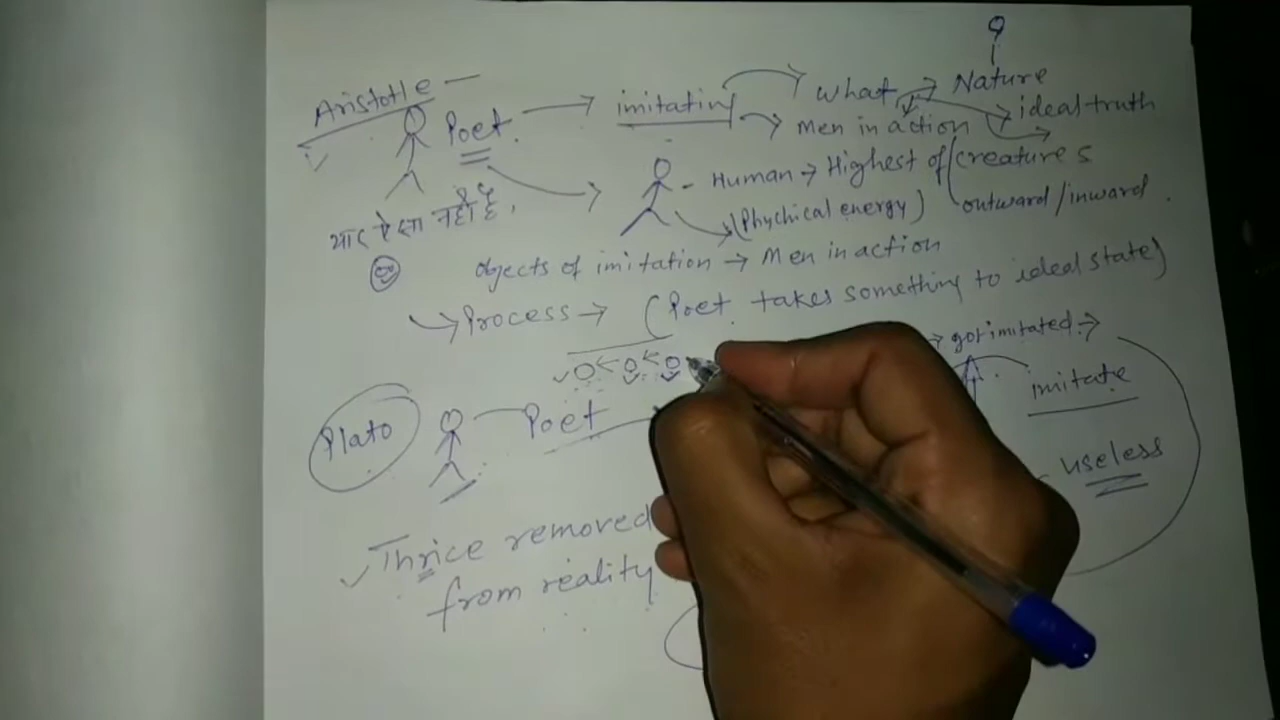 Aristotle —
Poet → imitating → what → Nature
→ Men in action → ideal truth
Human → Highest of creatures
(Phychical energy) outward / inward
यार ऐसा नहीं है ,
objects of imitation → Men in action
→ Process → (Poet takes something to ideal state)
→ got imitated. →
imitate
Plato
Poet
useless
Thrice removed
from reality